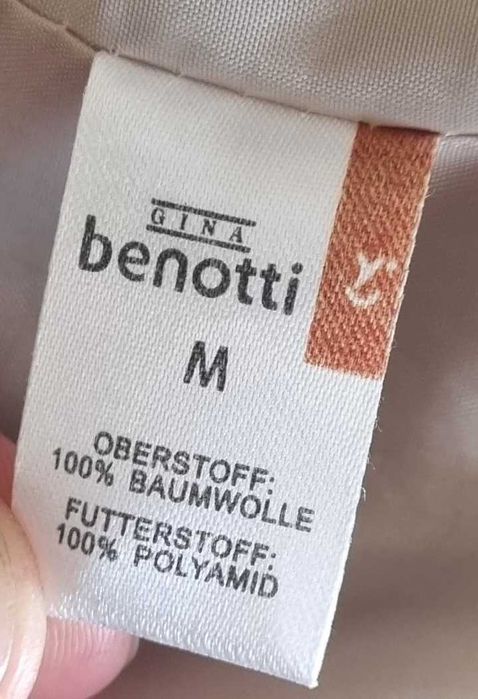 GINA
benotti
M
OBERSTOFF:
100% BAUMWOLLE
FUTTERSTOFF:
100% POLYAMID